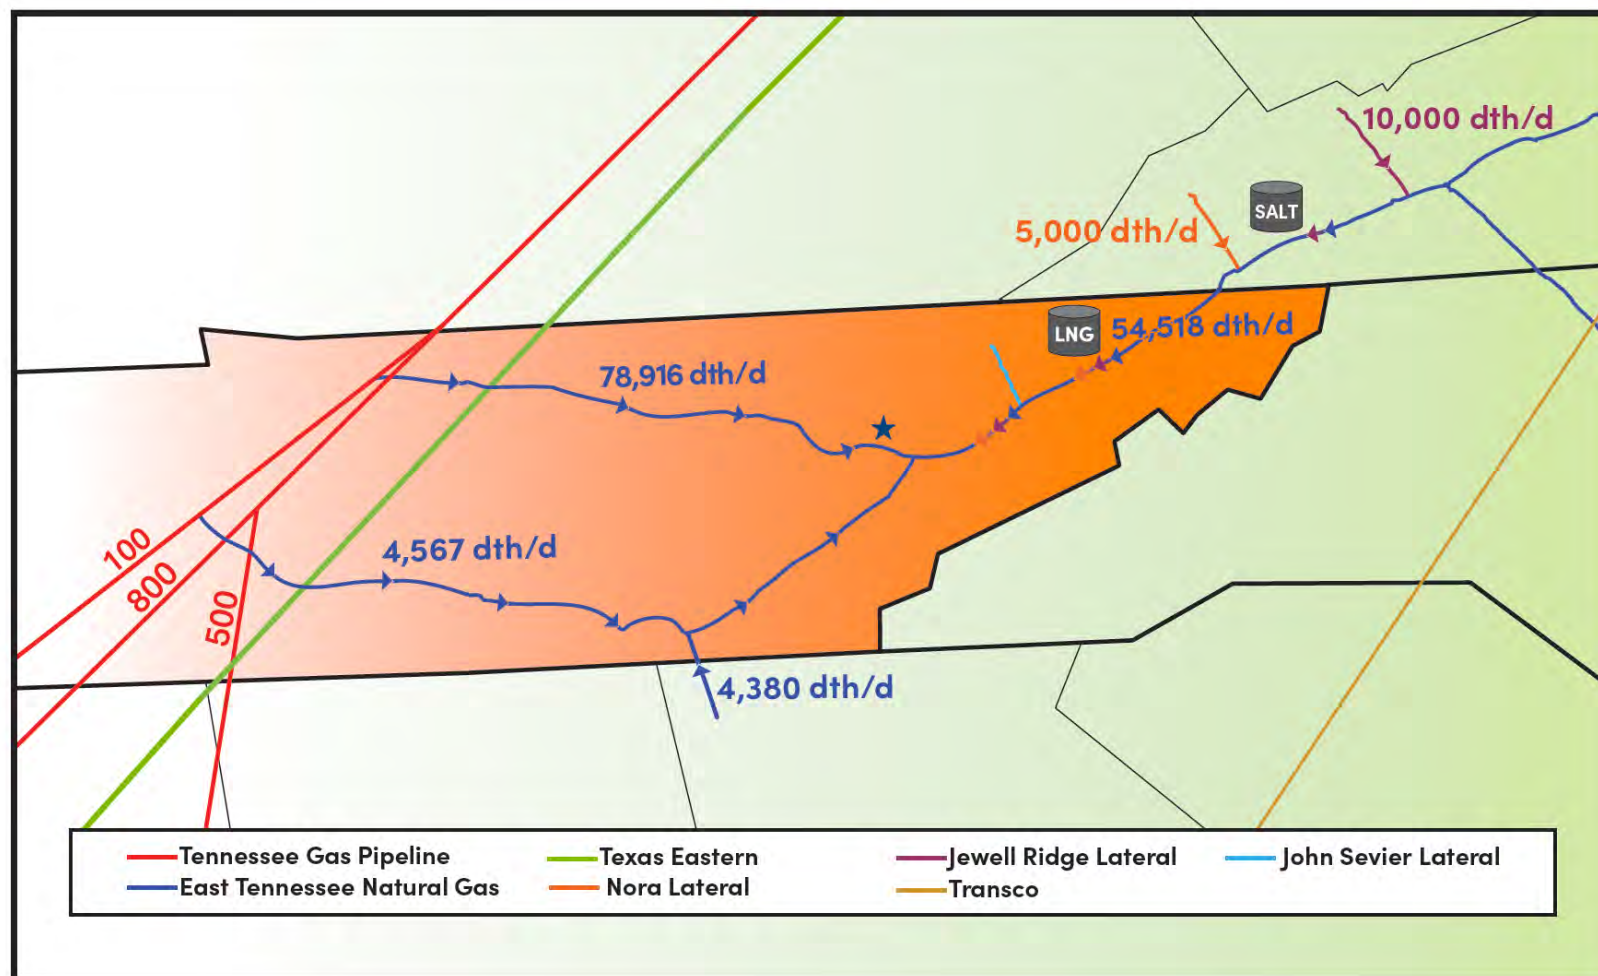 10,000 dth/d
SALT
5,000 dth/d
LNG
54,518 dth/d
78,916 dth/d
100
800
500
4,567 dth/d
4,380 dth/d
Tennessee Gas Pipeline
Texas Eastern
Jewell Ridge Lateral
John Sevier Lateral
East Tennessee Natural Gas
Nora Lateral
Transco